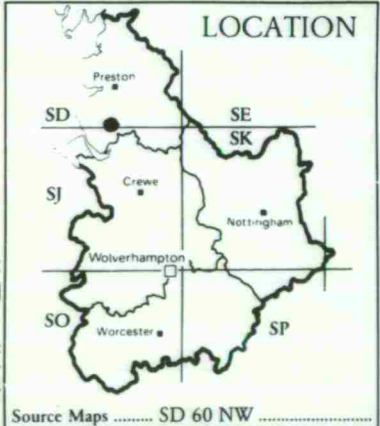 LOCATION
Preston
SD
SE
SK
SJ
Crewe
Nottingham
Wolverhampton
SO
Worcester
SP
Source Maps ........ SD 60 NW ................................